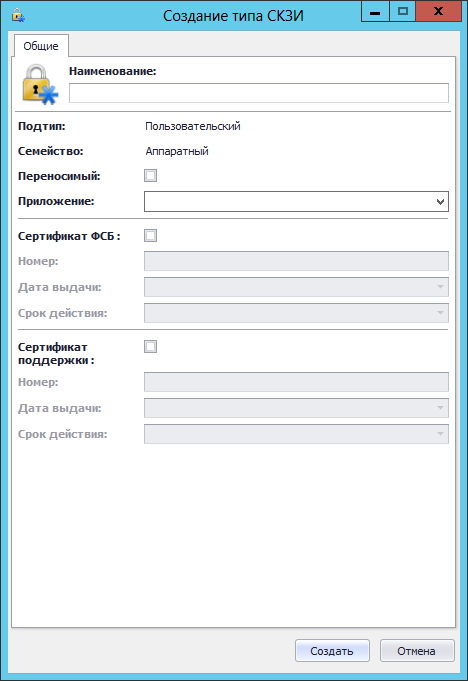 Создание типа СКЗИ
Общие
Наименование:
Подтип: Пользовательский
Семейство: Аппаратный
Переносимый:
Приложение:
Сертификат ФСБ :
Номер:
Дата выдачи:
Срок действия:
Сертификат
поддержки :
Номер:
Дата выдачи:
Срок действия:
Создать Отмена